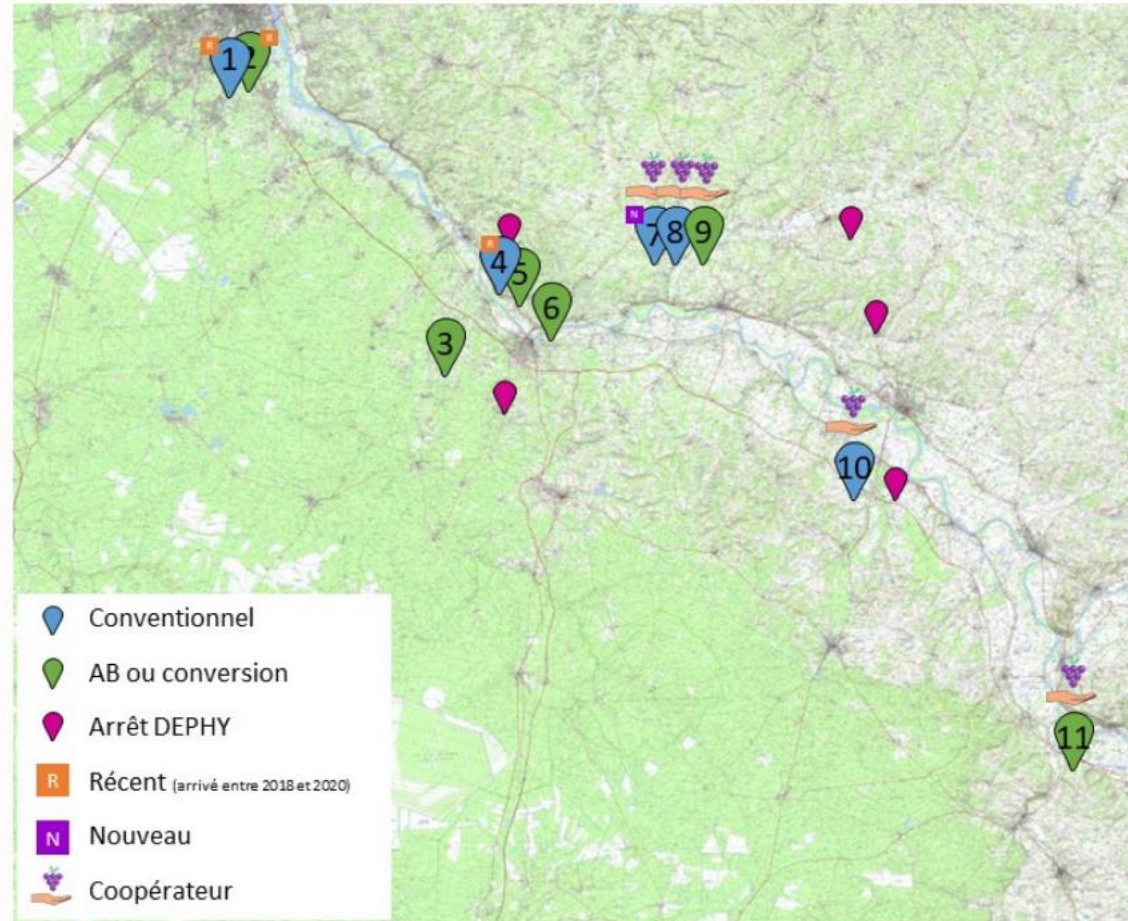 R
R
1
2
N
7
8
9
R
4
5
6
3
10
11
Conventionnel
AB ou conversion
Arrêt DEPHY
R Récent (arrivé entre 2018 et 2020)
N Nouveau
Coopérateur